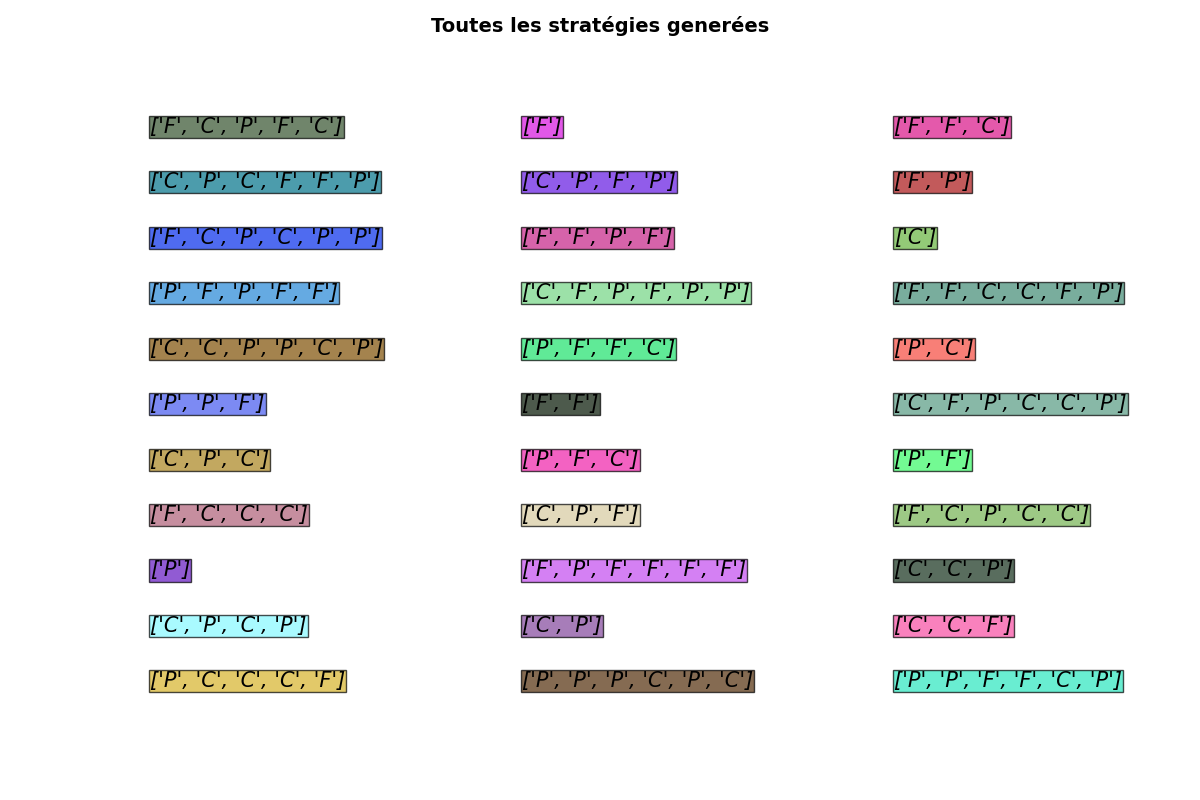 Toutes les stratégies generées
['F', 'C', 'P', 'F', 'C'] ['F'] ['F', 'F', 'C']
['C', 'P', 'C', 'F', 'F', 'P'] ['C', 'P', 'F', 'P'] ['F', 'P']
['F', 'C', 'P', 'C', 'P', 'P'] ['F', 'F', 'P', 'F'] ['C']
['P', 'F', 'P', 'F', 'F'] ['C', 'F', 'P', 'F', 'P', 'P'] ['F', 'F', 'C', 'C', 'F', 'P']
['C', 'C', 'P', 'P', 'C', 'P'] ['P', 'F', 'F', 'C'] ['P', 'C']
['P', 'P', 'F'] ['F', 'F'] ['C', 'F', 'P', 'C', 'C', 'P']
['C', 'P', 'C'] ['P', 'F', 'C'] ['P', 'F']
['F', 'C', 'C', 'C'] ['C', 'P', 'F'] ['F', 'C', 'P', 'C', 'C']
['P'] ['F', 'P', 'F', 'F', 'F', 'F'] ['C', 'C', 'P']
['C', 'P', 'C', 'P'] ['C', 'P'] ['C', 'C', 'F']
['P', 'C', 'C', 'C', 'F'] ['P', 'P', 'P', 'C', 'P', 'C'] ['P', 'P', 'F', 'F', 'C', 'P']